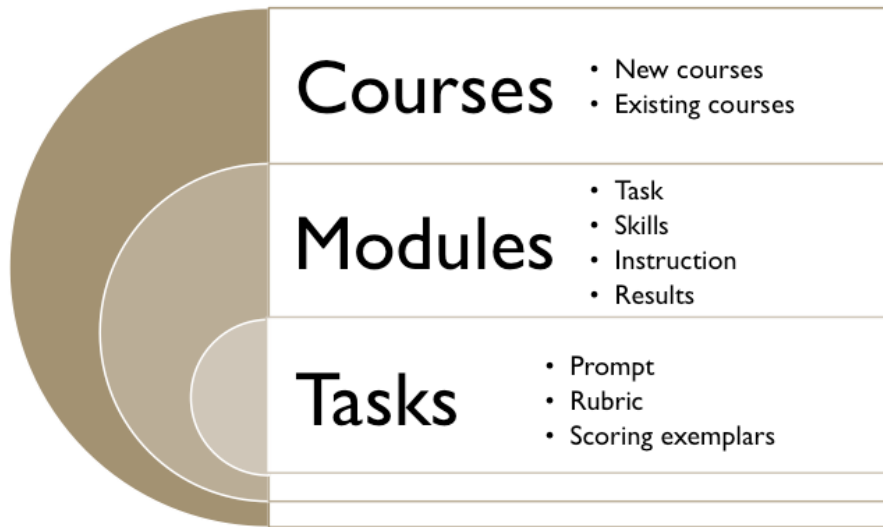 Courses
• New courses
• Existing courses
Modules
• Task
• Skills
• Instruction
• Results
Tasks
• Prompt
• Rubric
• Scoring exemplars